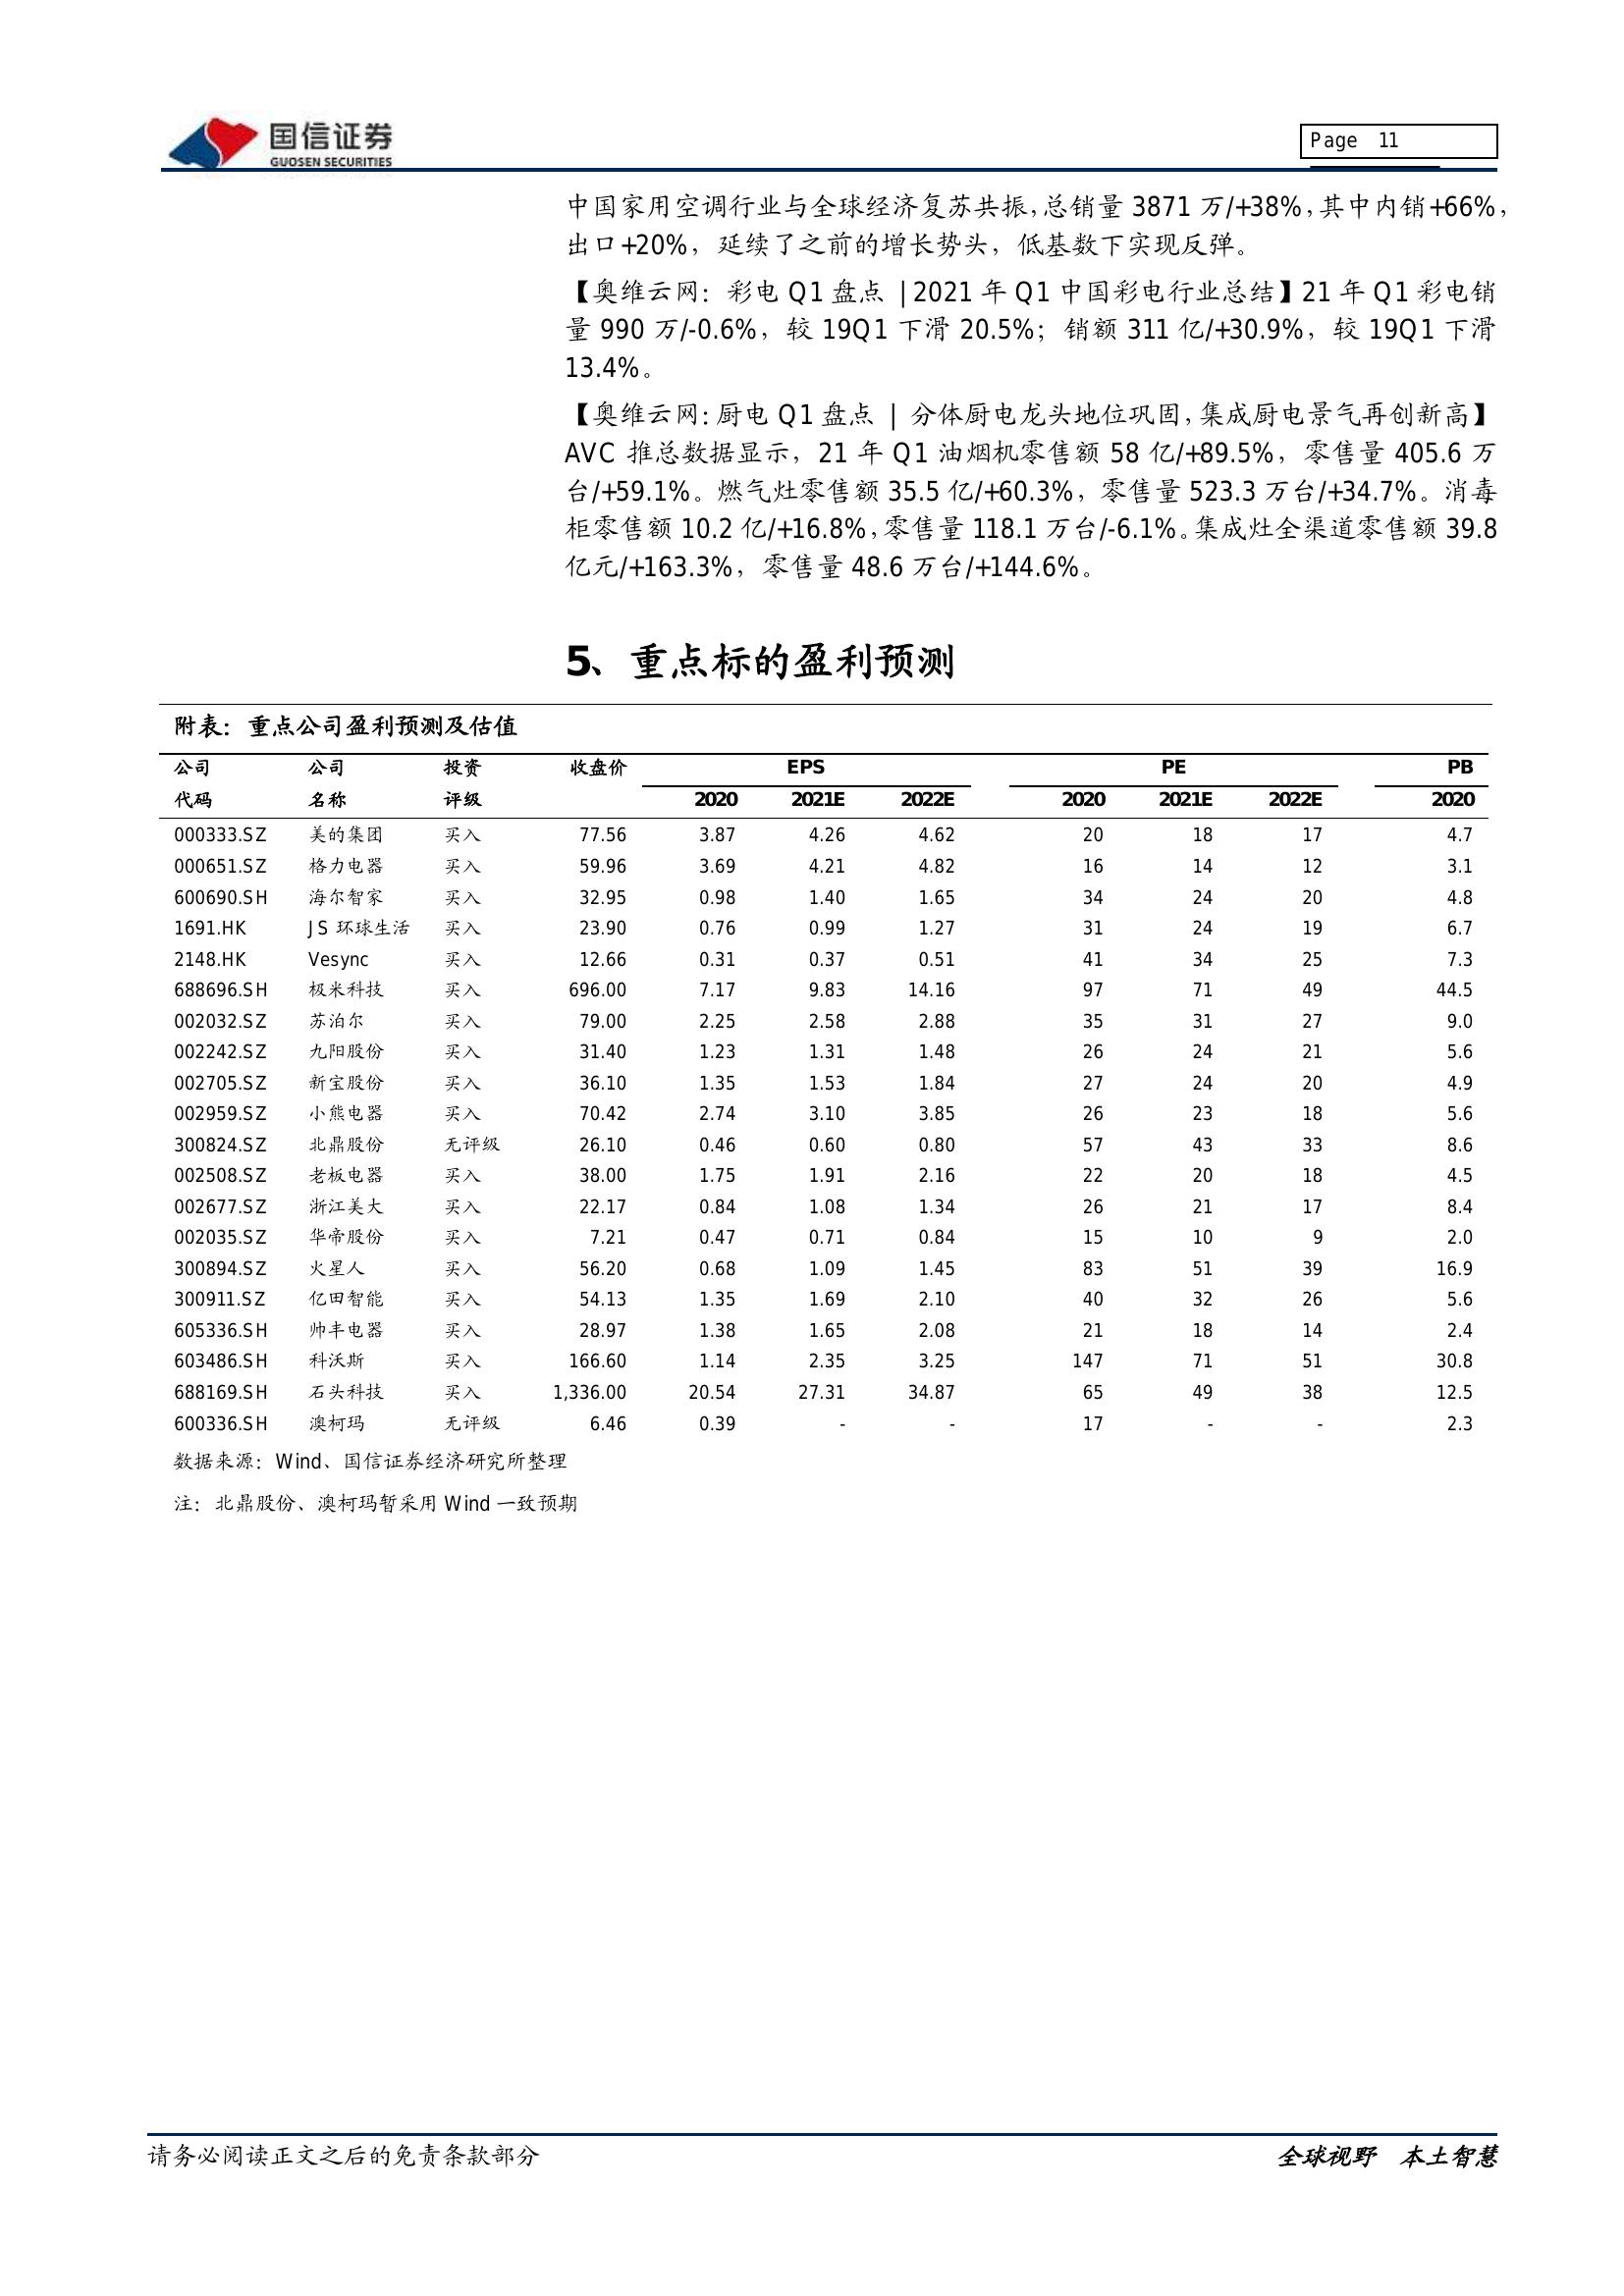 国信证券
GUOSEN SECURITIES
Page 11
中国家用空调行业与全球经济复苏共振，总销量 3871 万/+38%，其中内销+66%，
出口+20%，延续了之前的增长势头，低基数下实现反弹。
【奥维云网：彩电 Q1 盘点 |2021 年 Q1 中国彩电行业总结】21 年 Q1 彩电销
量 990 万/-0.6%，较 19Q1 下滑 20.5%；销额 311 亿/+30.9%，较 19Q1 下滑
13.4%。
【奥维云网：厨电 Q1 盘点 | 分体厨电龙头地位巩固，集成厨电景气再创新高】
AVC 推总数据显示，21 年 Q1 油烟机零售额 58 亿/+89.5%，零售量 405.6 万
台/+59.1%。燃气灶零售额 35.5 亿/+60.3%，零售量 523.3 万台/+34.7%。消毒
柜零售额 10.2 亿/+16.8%，零售量 118.1 万台/-6.1%。集成灶全渠道零售额 39.8
亿元/+163.3%，零售量 48.6 万台/+144.6%。
5、重点标的盈利预测
附表：重点公司盈利预测及估值
公司 公司 投资 收盘价 EPS PE PB
代码 名称 评级 2020 2021E 2022E 2020 2021E 2022E 2020
000333.SZ 美的集团 买入 77.56 3.87 4.26 4.62 20 18 17 4.7
000651.SZ 格力电器 买入 59.96 3.69 4.21 4.82 16 14 12 3.1
600690.SH 海尔智家 买入 32.95 0.98 1.40 1.65 34 24 20 4.8
1691.HK JS 环球生活 买入 23.90 0.76 0.99 1.27 31 24 19 6.7
2148.HK Vesync 买入 12.66 0.31 0.37 0.51 41 34 25 7.3
688696.SH 极米科技 买入 696.00 7.17 9.83 14.16 97 71 49 44.5
002032.SZ 苏泊尔 买入 79.00 2.25 2.58 2.88 35 31 27 9.0
002242.SZ 九阳股份 买入 31.40 1.23 1.31 1.48 26 24 21 5.6
002705.SZ 新宝股份 买入 36.10 1.35 1.53 1.84 27 24 20 4.9
002959.SZ 小熊电器 买入 70.42 2.74 3.10 3.85 26 23 18 5.6
300824.SZ 北鼎股份 无评级 26.10 0.46 0.60 0.80 57 43 33 8.6
002508.SZ 老板电器 买入 38.00 1.75 1.91 2.16 22 20 18 4.5
002677.SZ 浙江美大 买入 22.17 0.84 1.08 1.34 26 21 17 8.4
002035.SZ 华帝股份 买入 7.21 0.47 0.71 0.84 15 10 9 2.0
300894.SZ 火星人 买入 56.20 0.68 1.09 1.45 83 51 39 16.9
300911.SZ 亿田智能 买入 54.13 1.35 1.69 2.10 40 32 26 5.6
605336.SH 帅丰电器 买入 28.97 1.38 1.65 2.08 21 18 14 2.4
603486.SH 科沃斯 买入 166.60 1.14 2.35 3.25 147 71 51 30.8
688169.SH 石头科技 买入 1,336.00 20.54 27.31 34.87 65 49 38 12.5
600336.SH 澳柯玛 无评级 6.46 0.39 - - 17 - - 2.3
数据来源：Wind、国信证券经济研究所整理
注：北鼎股份、澳柯玛暂采用 Wind 一致预期
请务必阅读正文之后的免责条款部分
全球视野 本土智慧